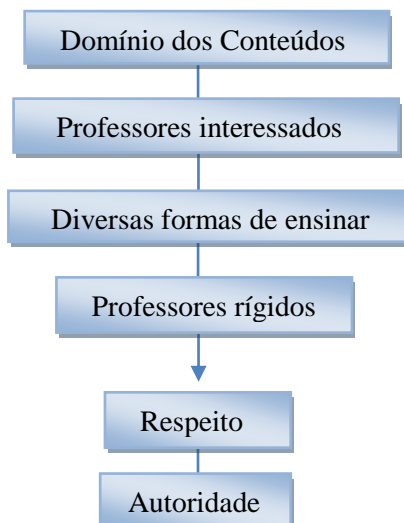 Domínio dos Conteúdos
Professores interessados
Diversas formas de ensinar
Professores rígidos
Respeito
Autoridade